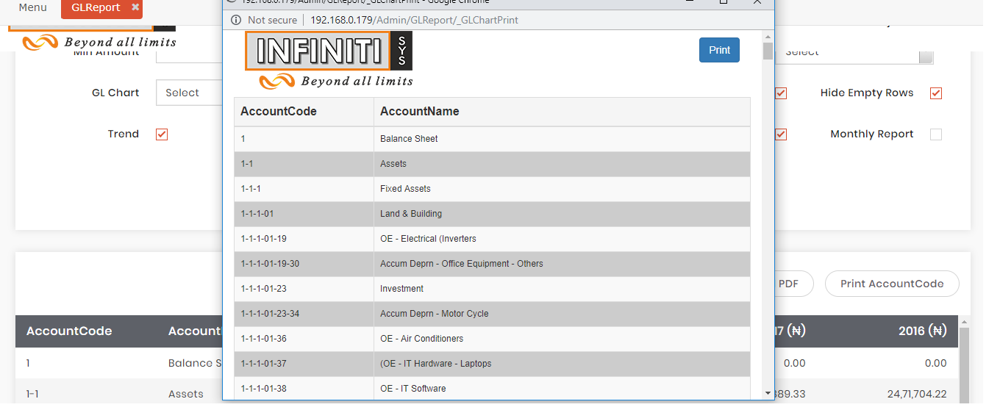 Menu GLReport ×
192.168.0.179/Admin/GLReport/_GLChartPrint - Google Chrome
Not secure 192.168.0.179/Admin/GLReport/_GLChartPrint
Beyond all limits
INFINITI SYS
Beyond all limits
Print
Min Amount
Select
GL Chart Select
Hide Empty Rows
Trend
Monthly Report
AccountCode AccountName
1 Balance Sheet
1-1 Assets
1-1-1 Fixed Assets
1-1-1-01 Land & Building
1-1-1-01-19 OE - Electrical (Inverters
1-1-1-01-19-30 Accum Deprn - Office Equipment - Others
1-1-1-01-23 Investment
1-1-1-01-23-34 Accum Deprn - Motor Cycle
1-1-1-01-36 OE - Air Conditioners
1-1-1-01-37 (OE - IT Hardware - Laptops
1-1-1-01-38 OE - IT Software
PDF Print AccountCode
AccountCode Account 17 (₦) 2016 (₦)
1 Balance S 0.00 0.00
1-1 Assets 389.33 24,71,704.22